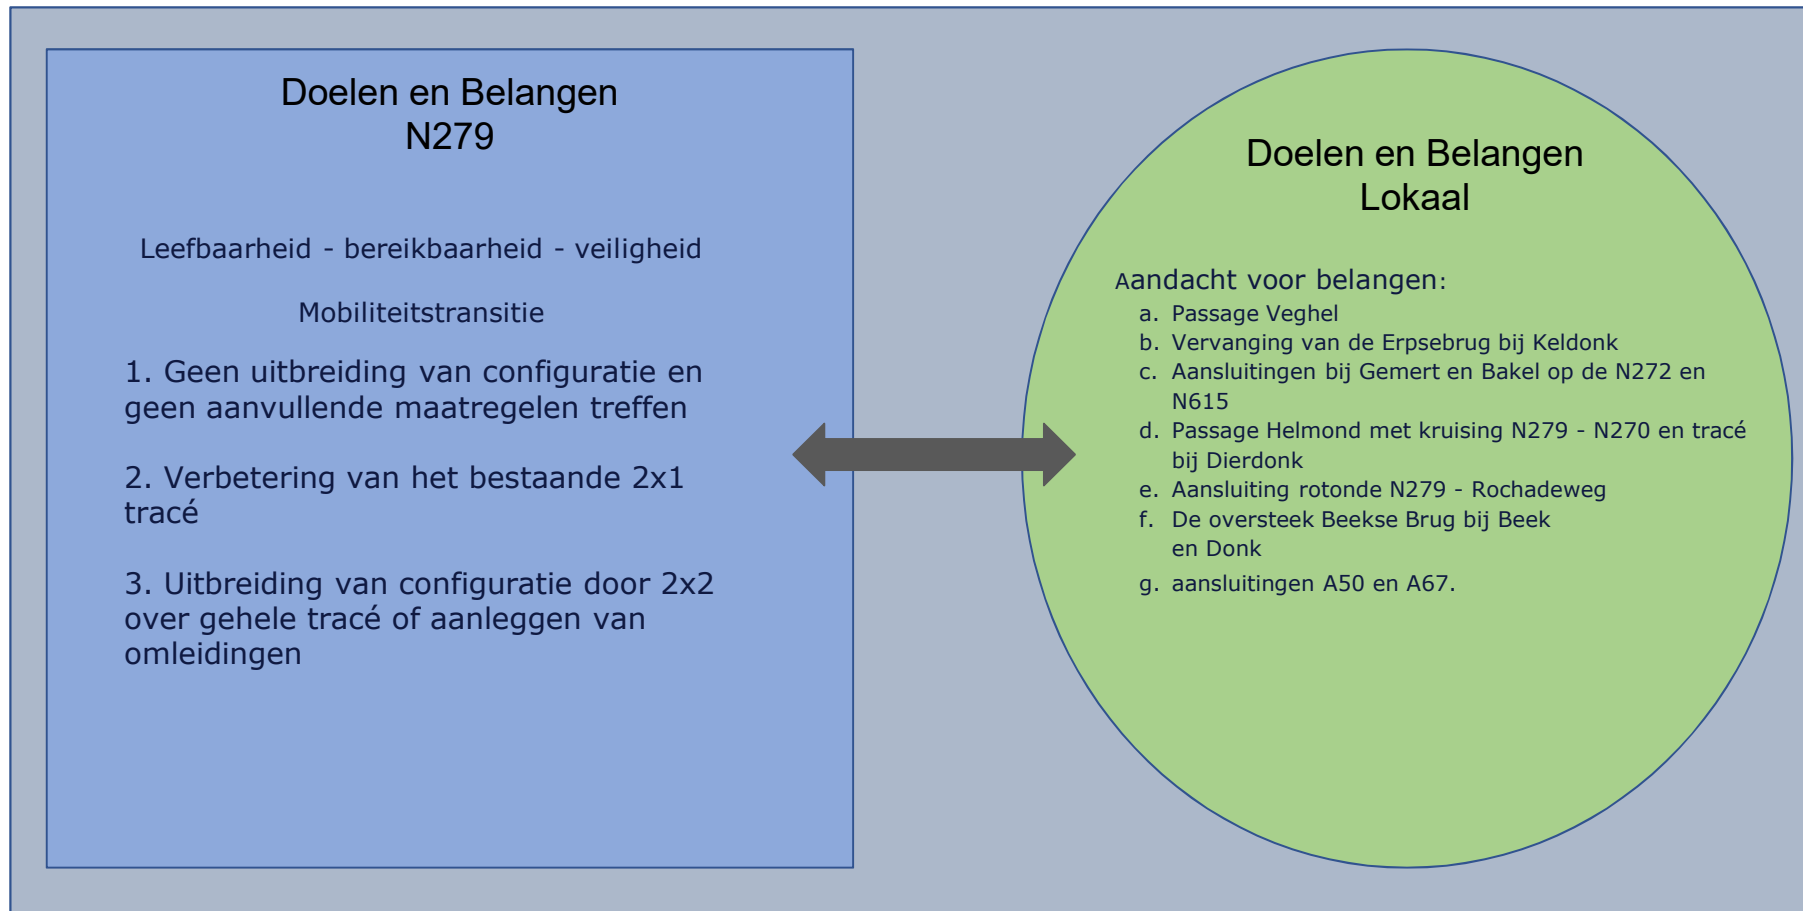 Doelen en Belangen
N279
Leefbaarheid - bereikbaarheid - veiligheid
Mobiliteitstransitie
1. Geen uitbreiding van configuratie en
geen aanvullende maatregelen treffen
2. Verbetering van het bestaande 2x1
tracé
3. Uitbreiding van configuratie door 2x2
over gehele tracé of aanleggen van
omleidingen
Doelen en Belangen
Lokaal
Aandacht voor belangen:
a. Passage Veghel
b. Vervanging van de Erpsebrug bij Keldonk
c. Aansluitingen bij Gemert en Bakel op de N272 en
N615
d. Passage Helmond met kruising N279 - N270 en tracé
bij Dierdonk
e. Aansluiting rotonde N279 - Rochadeweg
f. De oversteek Beekse Brug bij Beek
en Donk
g. aansluitingen A50 en A67.